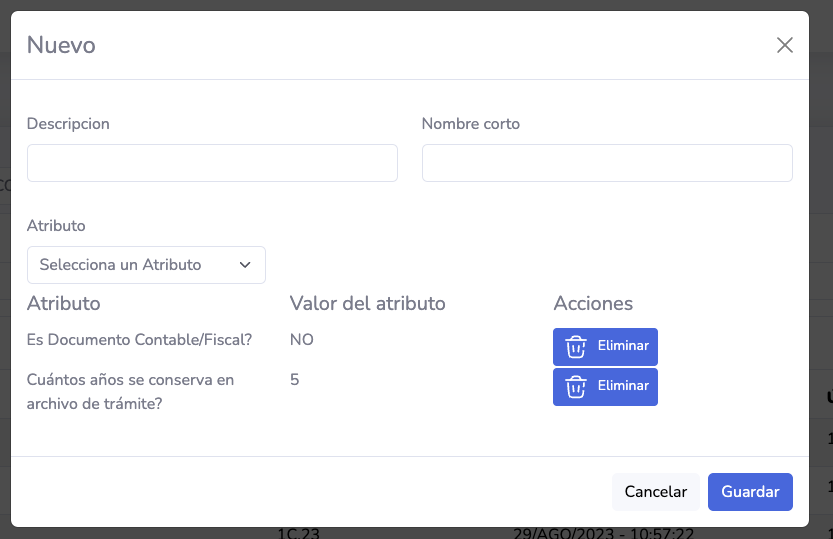 Nuevo
Descripcion
Nombre corto
Atributo
Selecciona un Atributo
Atributo
Valor del atributo
Acciones
Es Documento Contable/Fiscal?
NO
Eliminar
Cuántos años se conserva en
archivo de trámite?
5
Eliminar
Cancelar
Guardar
1C.23
29/AGO/2023 - 10:57:22